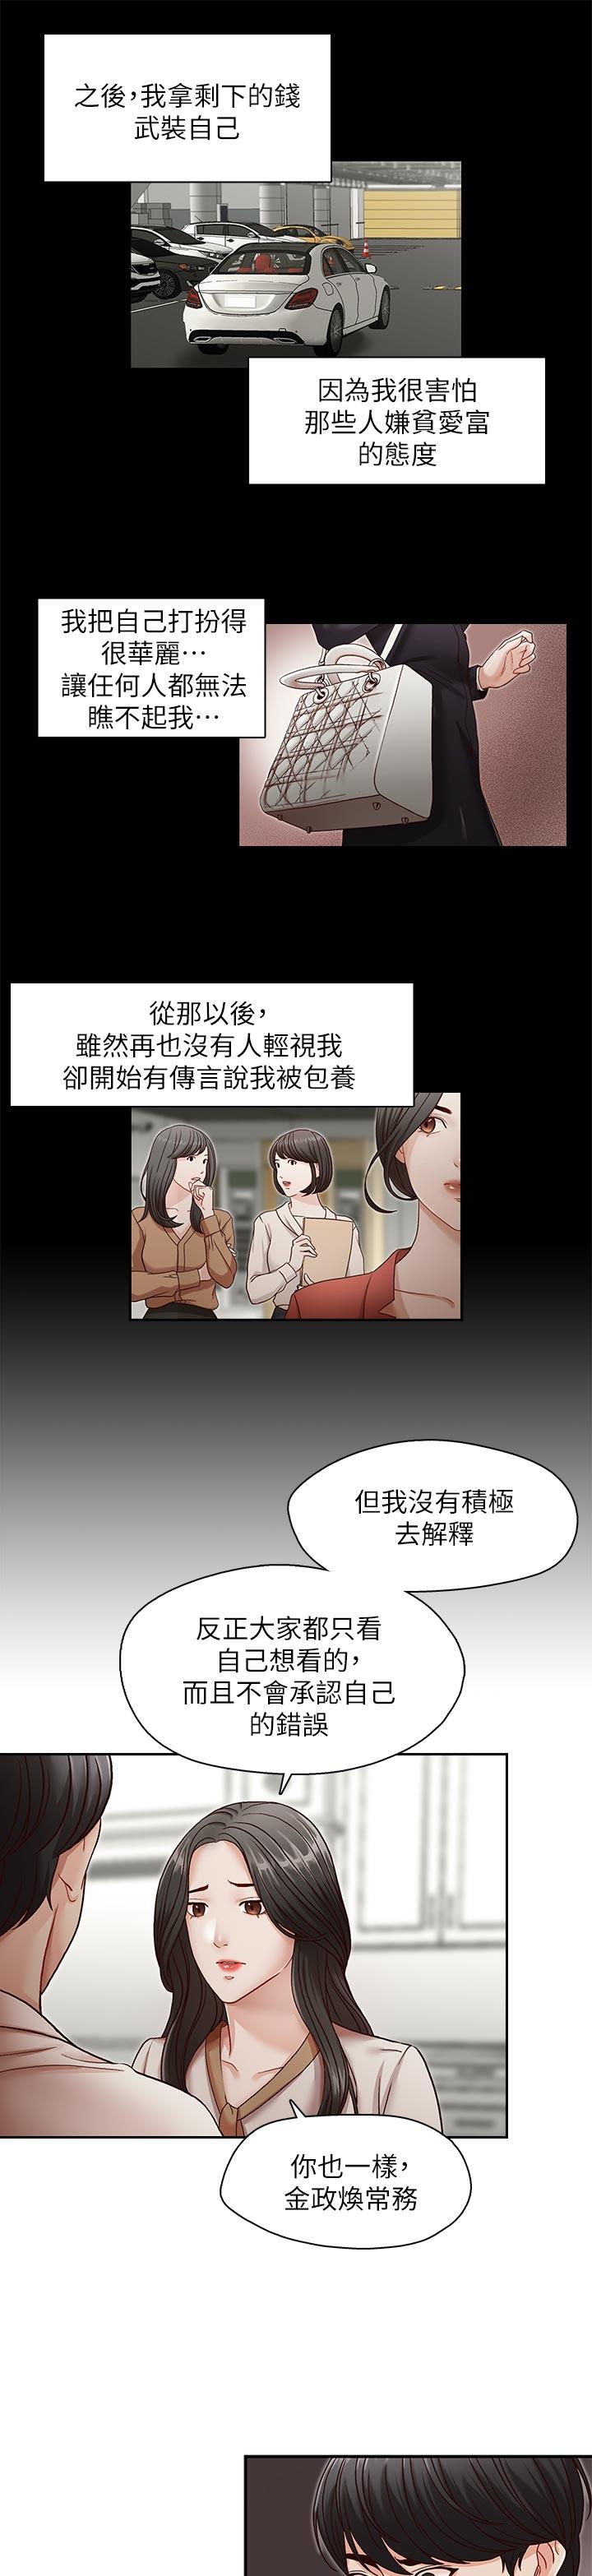 之後，我拿剩下的錢
武裝自己
因為我很害怕
那些人嫌貧愛富
的態度
我把自己打扮得
很華麗…
讓任何人都無法
瞧不起我…
從那以後，
雖然再也沒有人輕視我
卻開始有傳言說我被包養
但我沒有積極
去解釋
反正大家都只看
自己想看的，
而且不會承認自己
的錯誤
你也一樣，
金政煥常務